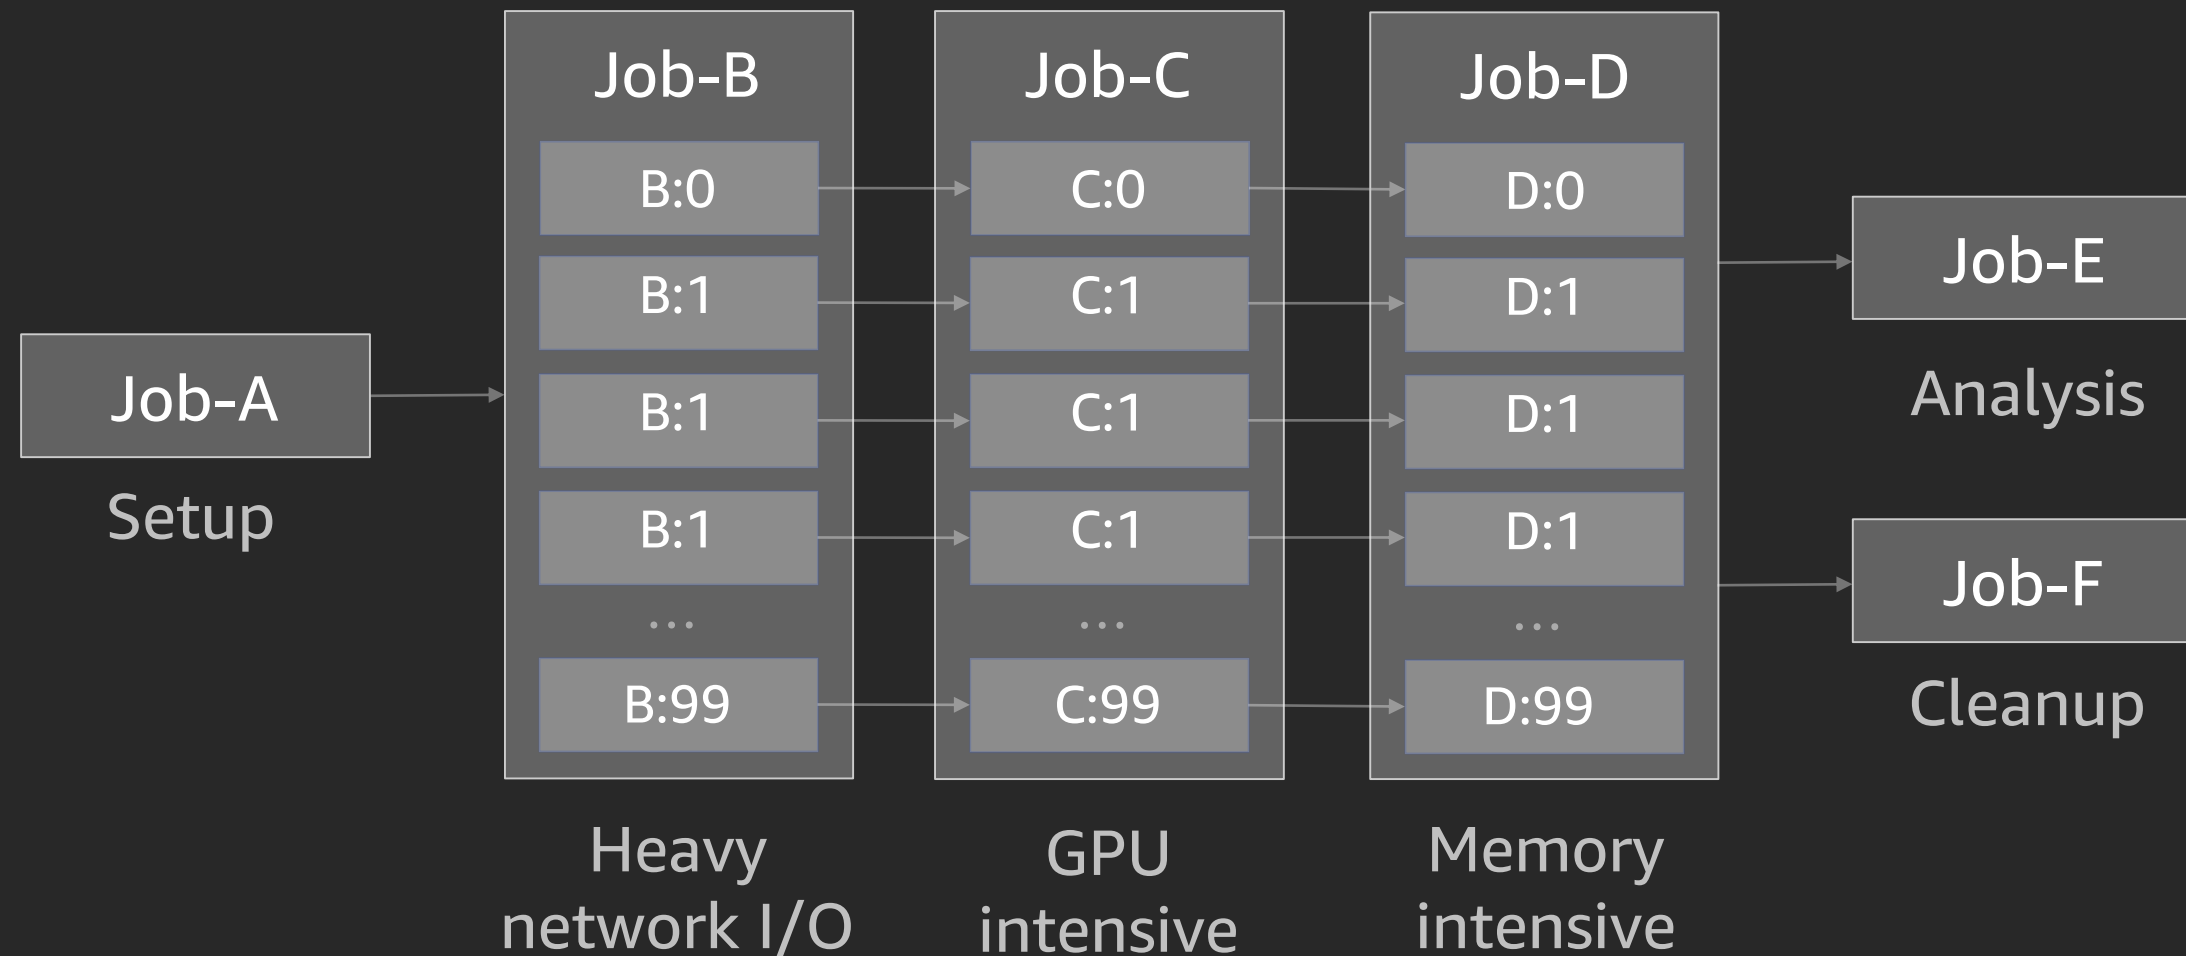 Job-A
Setup
Job-B
B:0
B:1
B:1
B:1
...
B:99
Heavy
network I/O
Job-C
C:0
C:1
C:1
C:1
...
C:99
GPU
intensive
Job-D
D:0
D:1
D:1
D:1
...
D:99
Memory
intensive
Job-E
Analysis
Job-F
Cleanup